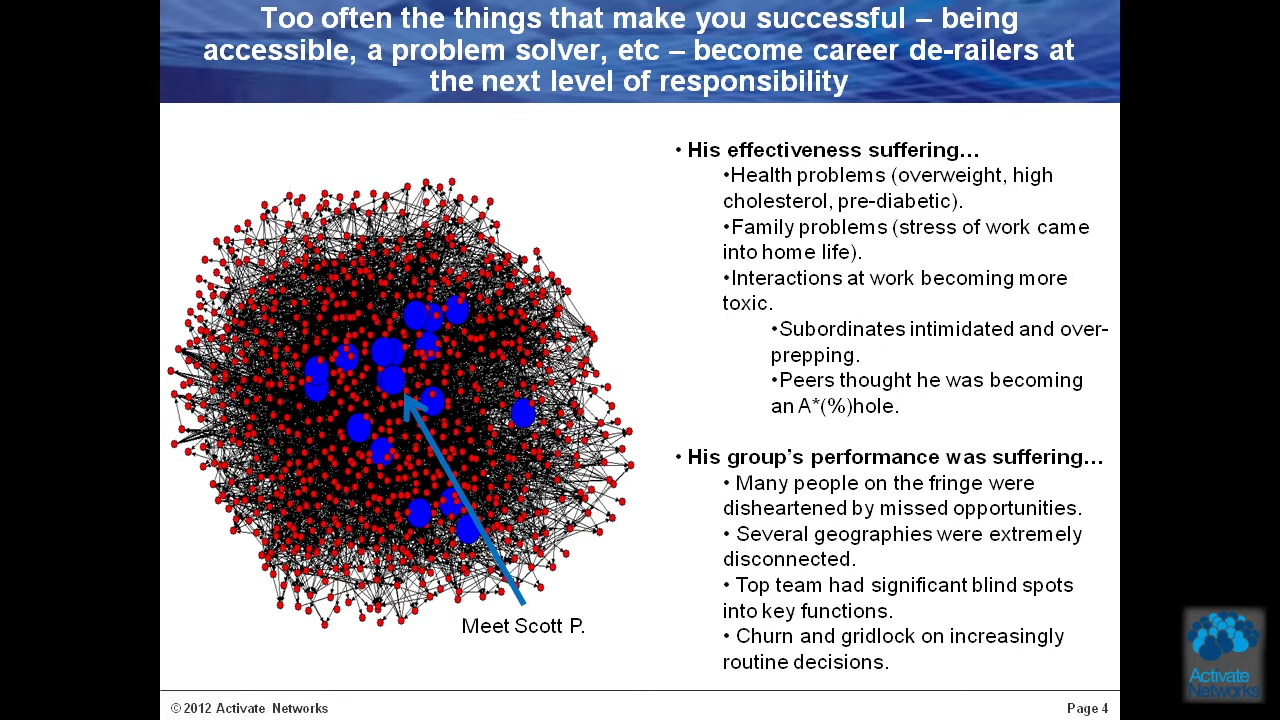 Too often the things that make you successful – being
accessible, a problem solver, etc – become career de-railers at
the next level of responsibility
• His effectiveness suffering…
•Health problems (overweight, high
cholesterol, pre-diabetic).
•Family problems (stress of work came
into home life).
•Interactions at work becoming more
toxic.
•Subordinates intimidated and over-
prepping.
•Peers thought he was becoming
an A*(%)hole.
• His group's performance was suffering…
• Many people on the fringe were
disheartened by missed opportunities.
• Several geographies were extremely
disconnected.
• Top team had significant blind spots
into key functions.
• Churn and gridlock on increasingly
routine decisions.
Meet Scott P.
© 2012 Activate Networks
Page 4
Activate
Networks